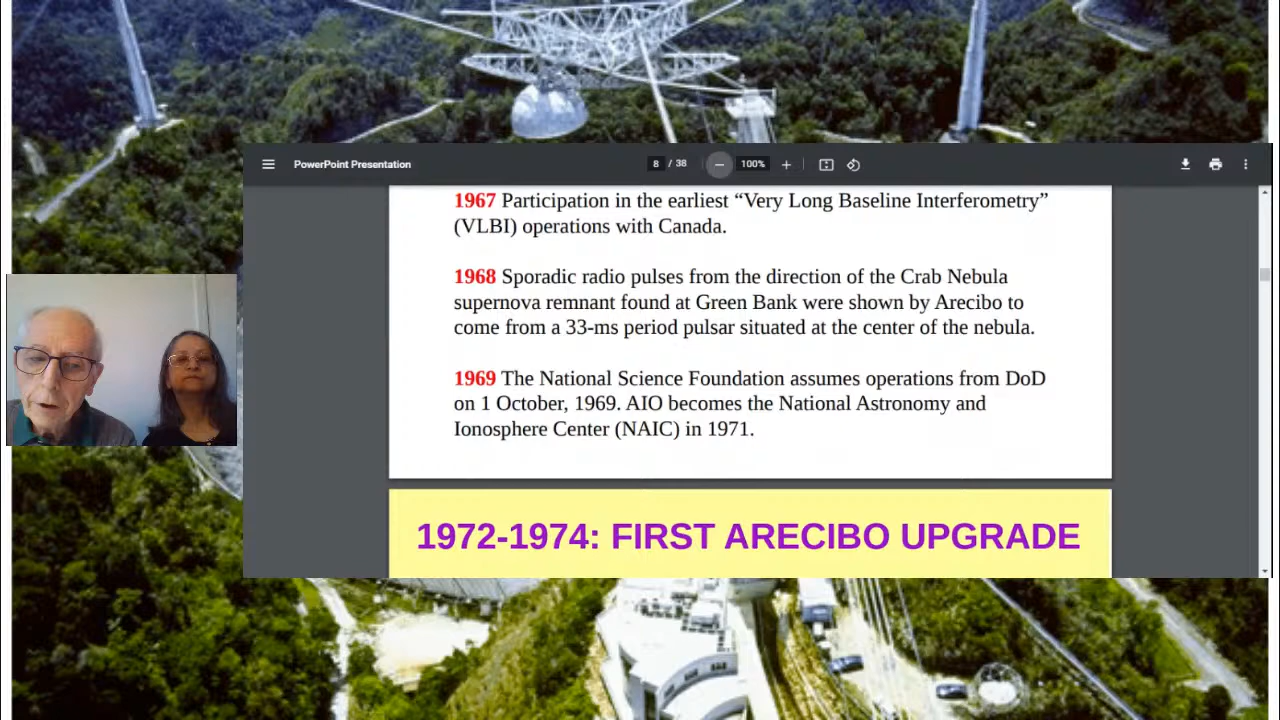 PowerPoint Presentation
8 / 38
100%
1967 Participation in the earliest “Very Long Baseline Interferometry”
(VLBI) operations with Canada.
1968 Sporadic radio pulses from the direction of the Crab Nebula
supernova remnant found at Green Bank were shown by Arecibo to
come from a 33-ms period pulsar situated at the center of the nebula.
1969 The National Science Foundation assumes operations from DoD
on 1 October, 1969. AIO becomes the National Astronomy and
Ionosphere Center (NAIC) in 1971.
1972-1974: FIRST ARECIBO UPGRADE